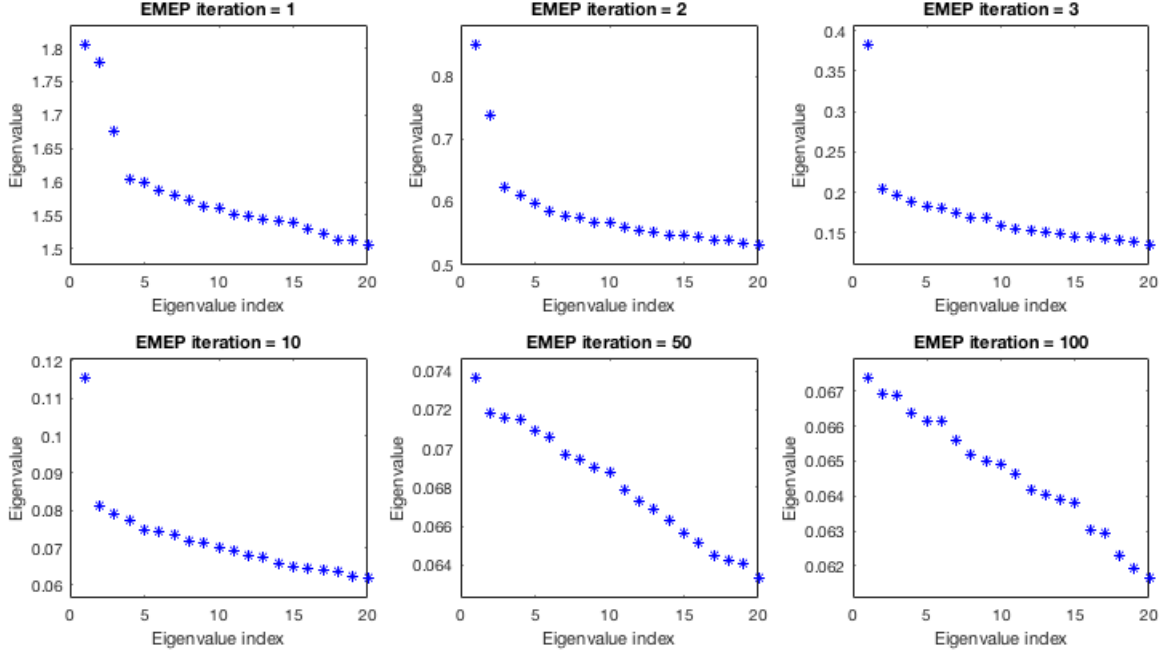 EMEP iteration = 1
1.8
1.75
1.7
1.65
1.6
1.55
1.5
Eigenvalue
0 5 10 15 20
Eigenvalue index
EMEP iteration = 2
0.8
0.7
0.6
0.5
Eigenvalue
0 5 10 15 20
Eigenvalue index
EMEP iteration = 3
0.4
0.35
0.3
0.25
0.2
0.15
Eigenvalue
0 5 10 15 20
Eigenvalue index
EMEP iteration = 10
0.12
0.11
0.1
0.09
0.08
0.07
0.06
Eigenvalue
0 5 10 15 20
Eigenvalue index
EMEP iteration = 50
0.074
0.072
0.07
0.068
0.066
0.064
Eigenvalue
0 5 10 15 20
Eigenvalue index
EMEP iteration = 100
0.067
0.066
0.065
0.064
0.063
0.062
Eigenvalue
0 5 10 15 20
Eigenvalue index